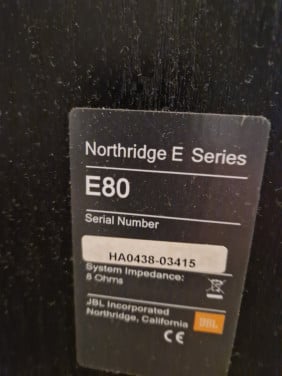 Northridge E Series
E80
Serial Number
HA0438-03415
System Impedance:
8 Ohms
JBL Incorporated
Northridge, California
JBL
CE